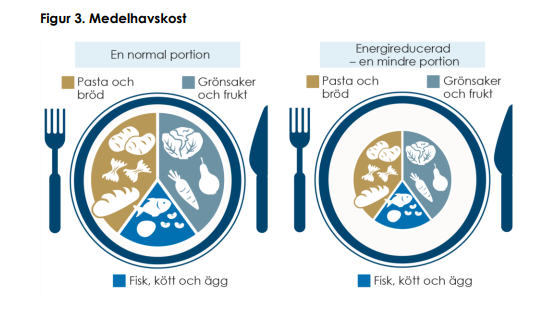 Figur 3. Medelhavskost
En normal portion
Pasta och
bröd
Grönsaker
och frukt
Fisk, kött och ägg
Energireducerad
– en mindre portion
Pasta och
bröd
Grönsaker
och frukt
Fisk, kött och ägg